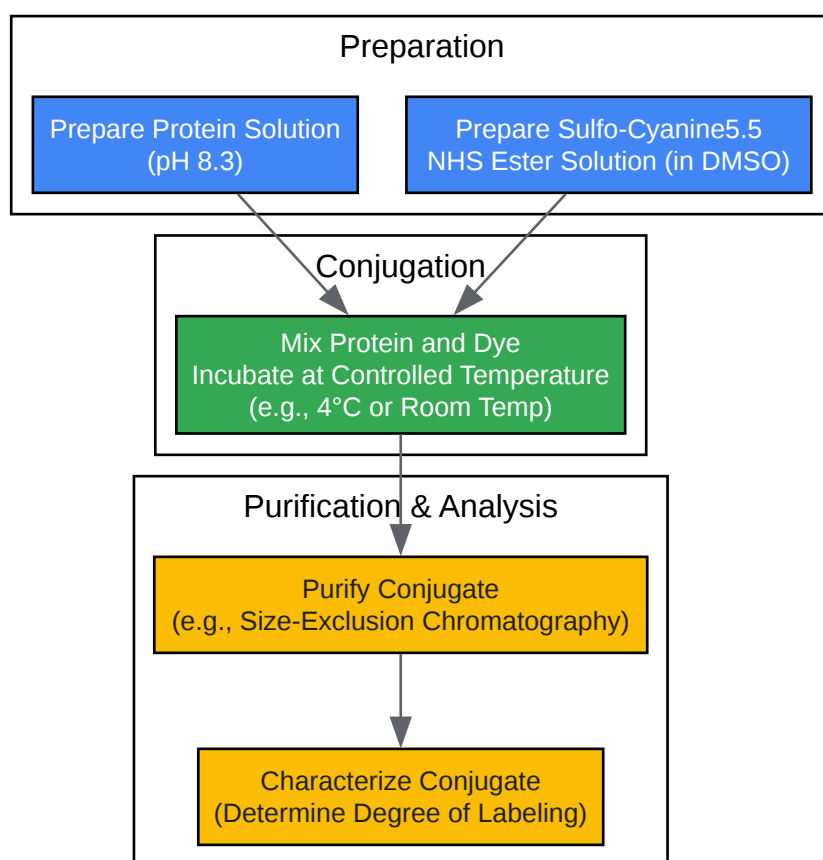 Preparation
Prepare Protein Solution
(pH 8.3)
Prepare Sulfo-Cyanine5.5
NHS Ester Solution (in DMSO)
Conjugation
Mix Protein and Dye
Incubate at Controlled Temperature
(e.g., 4°C or Room Temp)
Purification & Analysis
Purify Conjugate
(e.g., Size-Exclusion Chromatography)
Characterize Conjugate
(Determine Degree of Labeling)